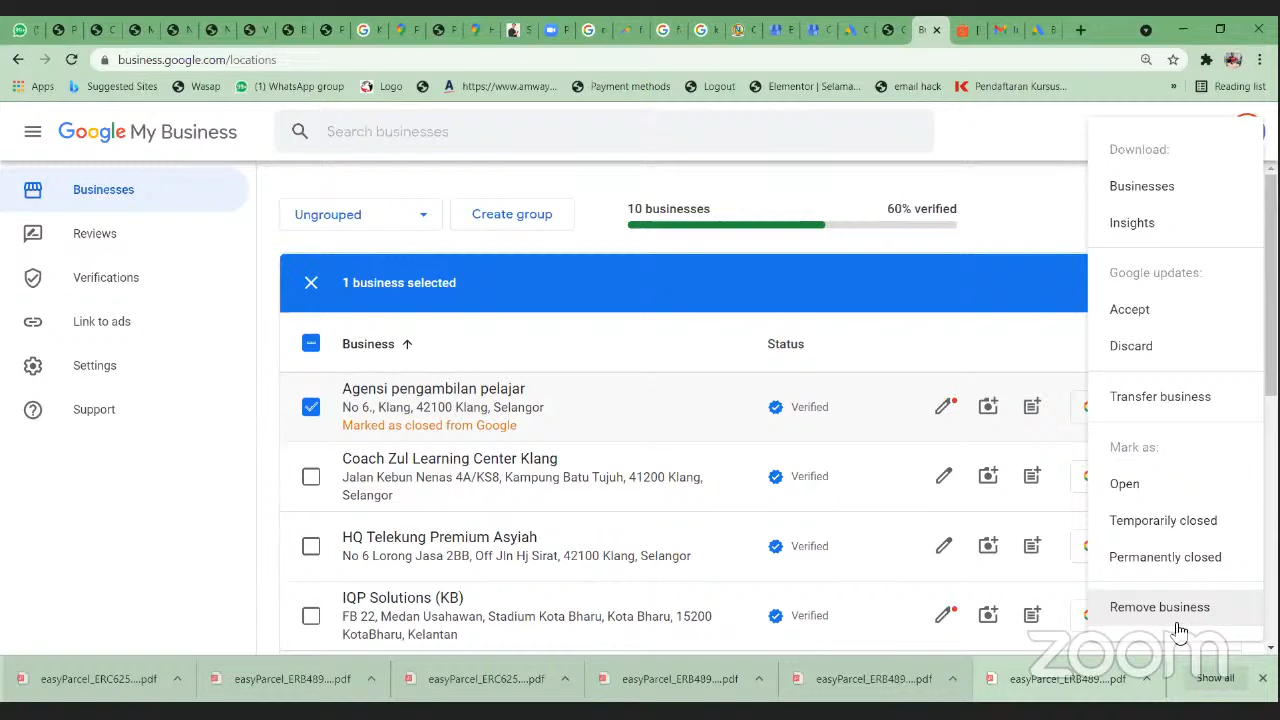 business.google.com/locations
Apps
Suggested Sites
Wasap
(1) WhatsApp group
Logo
https://www.amway...
Payment methods
Logout
Elementor | Selama...
email hack
Pendaftaran Kursus...
»
Reading list
Google My Business
Search businesses
Businesses
Reviews
Verifications
Link to ads
Settings
Support
Ungrouped
Create group
10 businesses
60% verified
1 business selected
Business
Status
Agensi pengambilan pelajar
No 6., Klang, 42100 Klang, Selangor
Marked as closed from Google
Verified
Coach Zul Learning Center Klang
Jalan Kebun Nenas 4A/KS8, Kampung Batu Tujuh, 41200 Klang,
Selangor
Verified
HQ Telekung Premium Asyiah
No 6 Lorong Jasa 2BB, Off Jln Hj Sirat, 42100 Klang, Selangor
Verified
IQP Solutions (KB)
FB 22, Medan Usahawan, Stadium Kota Bharu, Kota Bharu, 15200
KotaBharu, Kelantan
Verified
Download:
Businesses
Insights
Google updates:
Accept
Discard
Transfer business
Mark as:
Open
Temporarily closed
Permanently closed
Remove business
zoom
easyParcel_ERC625....pdf
easyParcel_ERB489....pdf
easyParcel_ERC625....pdf
easyParcel_ERB489....pdf
easyParcel_ERB489....pdf
easyParcel_ERB489....pdf
Show all